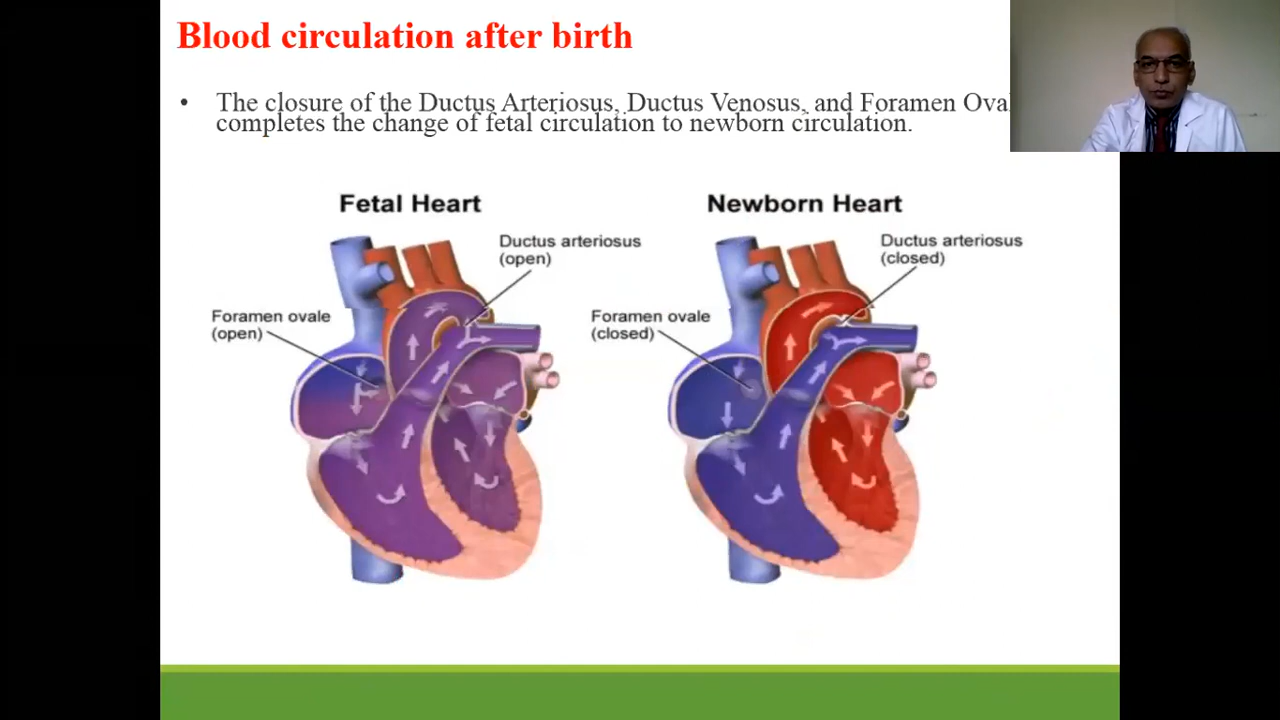 Blood circulation after birth
• The closure of the Ductus Arteriosus, Ductus Venosus, and Foramen Oval
completes the change of fetal circulation to newborn circulation.
Fetal Heart
Ductus arteriosus
(open)
Foramen ovale
(open)
Newborn Heart
Ductus arteriosus
(closed)
Foramen ovale
(closed)